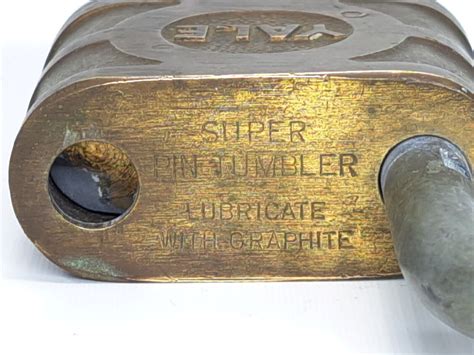 YALE
SUPER
PIN TUMBLER
LUBRICATE
WITH GRAPHITE